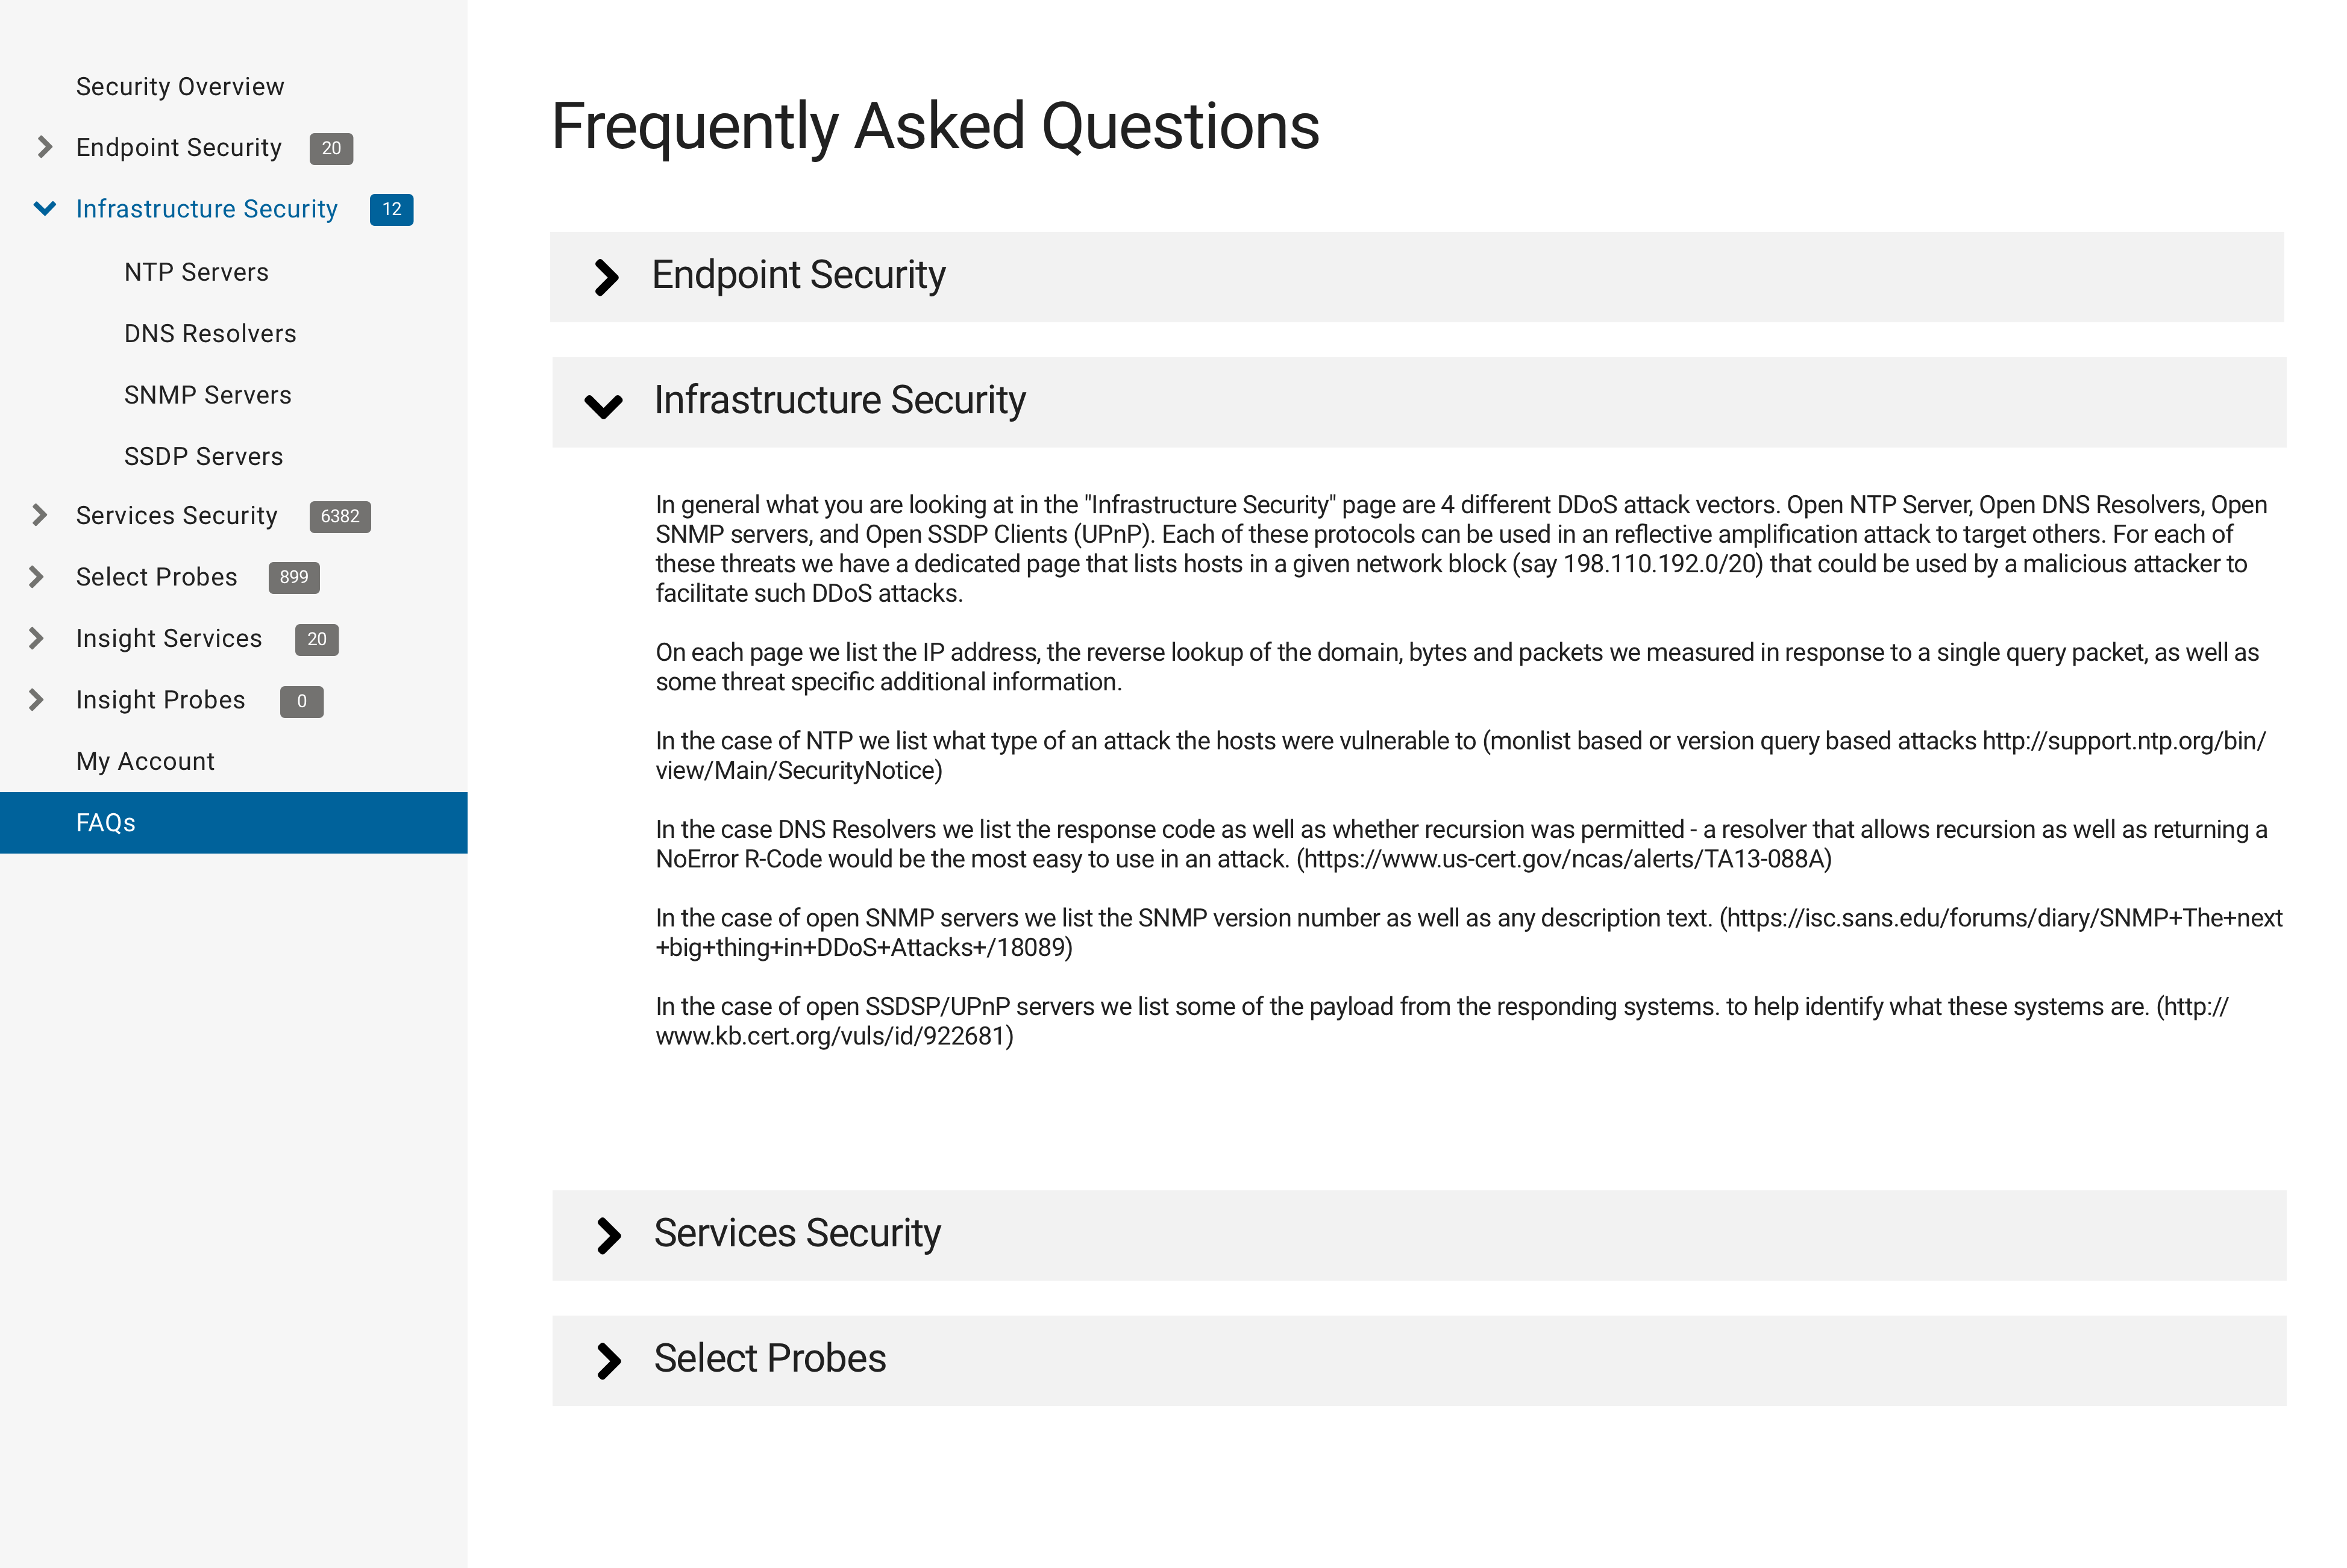 Security Overview
Endpoint Security 20
Infrastructure Security 12
NTP Servers
DNS Resolvers
SNMP Servers
SSDP Servers
Services Security 6382
Select Probes 899
Insight Services 20
Insight Probes 0
My Account
FAQs
Frequently Asked Questions
Endpoint Security
Infrastructure Security
In general what you are looking at in the "Infrastructure Security" page are 4 different DDoS attack vectors. Open NTP Server, Open DNS Resolvers, Open
SNMP servers, and Open SSDP Clients (UPnP). Each of these protocols can be used in an reflective amplification attack to target others. For each of
these threats we have a dedicated page that lists hosts in a given network block (say 198.110.192.0/20) that could be used by a malicious attacker to
facilitate such DDoS attacks.
On each page we list the IP address, the reverse lookup of the domain, bytes and packets we measured in response to a single query packet, as well as
some threat specific additional information.
In the case of NTP we list what type of an attack the hosts were vulnerable to (monlist based or version query based attacks http://support.ntp.org/bin/
view/Main/SecurityNotice)
In the case DNS Resolvers we list the response code as well as whether recursion was permitted - a resolver that allows recursion as well as returning a
NoError R-Code would be the most easy to use in an attack. (https://www.us-cert.gov/ncas/alerts/TA13-088A)
In the case of open SNMP servers we list the SNMP version number as well as any description text. (https://isc.sans.edu/forums/diary/SNMP+The+next
+big+thing+in+DDoS+Attacks+/18089)
In the case of open SSDSP/UPnP servers we list some of the payload from the responding systems. to help identify what these systems are. (http://
www.kb.cert.org/vuls/id/922681)
Services Security
Select Probes